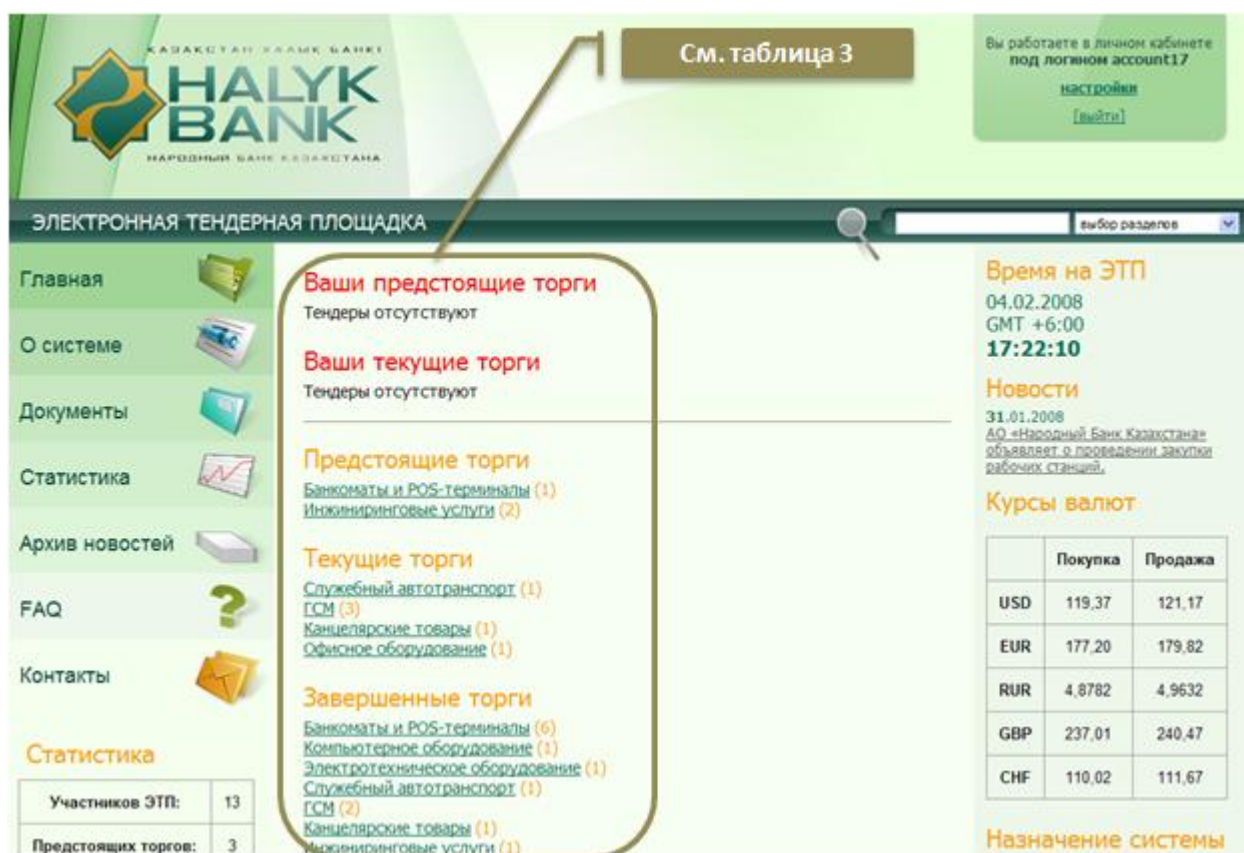 ҚАЗАҚСТАН ХАЛЫҚ БАНКІ
HALYK
BANK
НАРОДНЫЙ БАНК КАЗАХСТАНА
См. таблица 3
Вы работаете в личном кабинете
под логином account17
настройки
[выйти]
ЭЛЕКТРОННАЯ ТЕНДЕРНАЯ ПЛОЩАДКА
выбор разделов
Главная
О системе
Документы
Статистика
Архив новостей
FAQ
Контакты
Статистика
Участников ЭТП: 13
Предстоящих торгов: 3
Ваши предстоящие торги
Тендеры отсутствуют
Ваши текущие торги
Тендеры отсутствуют
Предстоящие торги
Банкоматы и POS-терминалы (1)
Инжиниринговые услуги (2)
Текущие торги
Служебный автотранспорт (1)
ГСМ (3)
Канцелярские товары (1)
Офисное оборудование (1)
Завершенные торги
Банкоматы и POS-терминалы (6)
Компьютерное оборудование (1)
Электротехническое оборудование (1)
Служебный автотранспорт (1)
ГСМ (2)
Канцелярские товары (1)
Инжиниринговые услуги (1)
Время на ЭТП
04.02.2008
GMT +6:00
17:22:10
Новости
31.01.2008
АО «Народный Банк Казахстана»
объявляет о проведении закупки
рабочих станций.
Курсы валют
Покупка Продажа
USD 119,37 121,17
EUR 177,20 179,82
RUR 4,8782 4,9632
GBP 237,01 240,47
CHF 110,02 111,67
Назначение системы